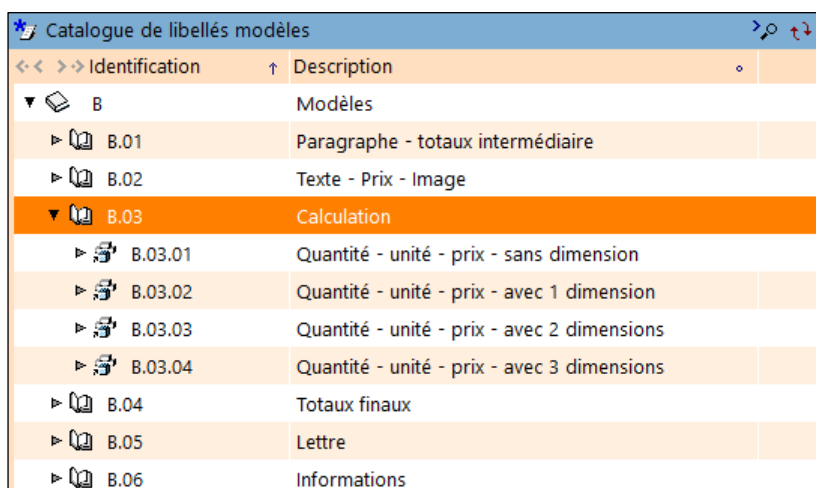 Catalogue de libellés modèles
Identification Description
B Modèles
B.01 Paragraphe - totaux intermédiaire
B.02 Texte - Prix - Image
B.03 Calculation
B.03.01 Quantité - unité - prix - sans dimension
B.03.02 Quantité - unité - prix - avec 1 dimension
B.03.03 Quantité - unité - prix - avec 2 dimensions
B.03.04 Quantité - unité - prix - avec 3 dimensions
B.04 Totaux finaux
B.05 Lettre
B.06 Informations